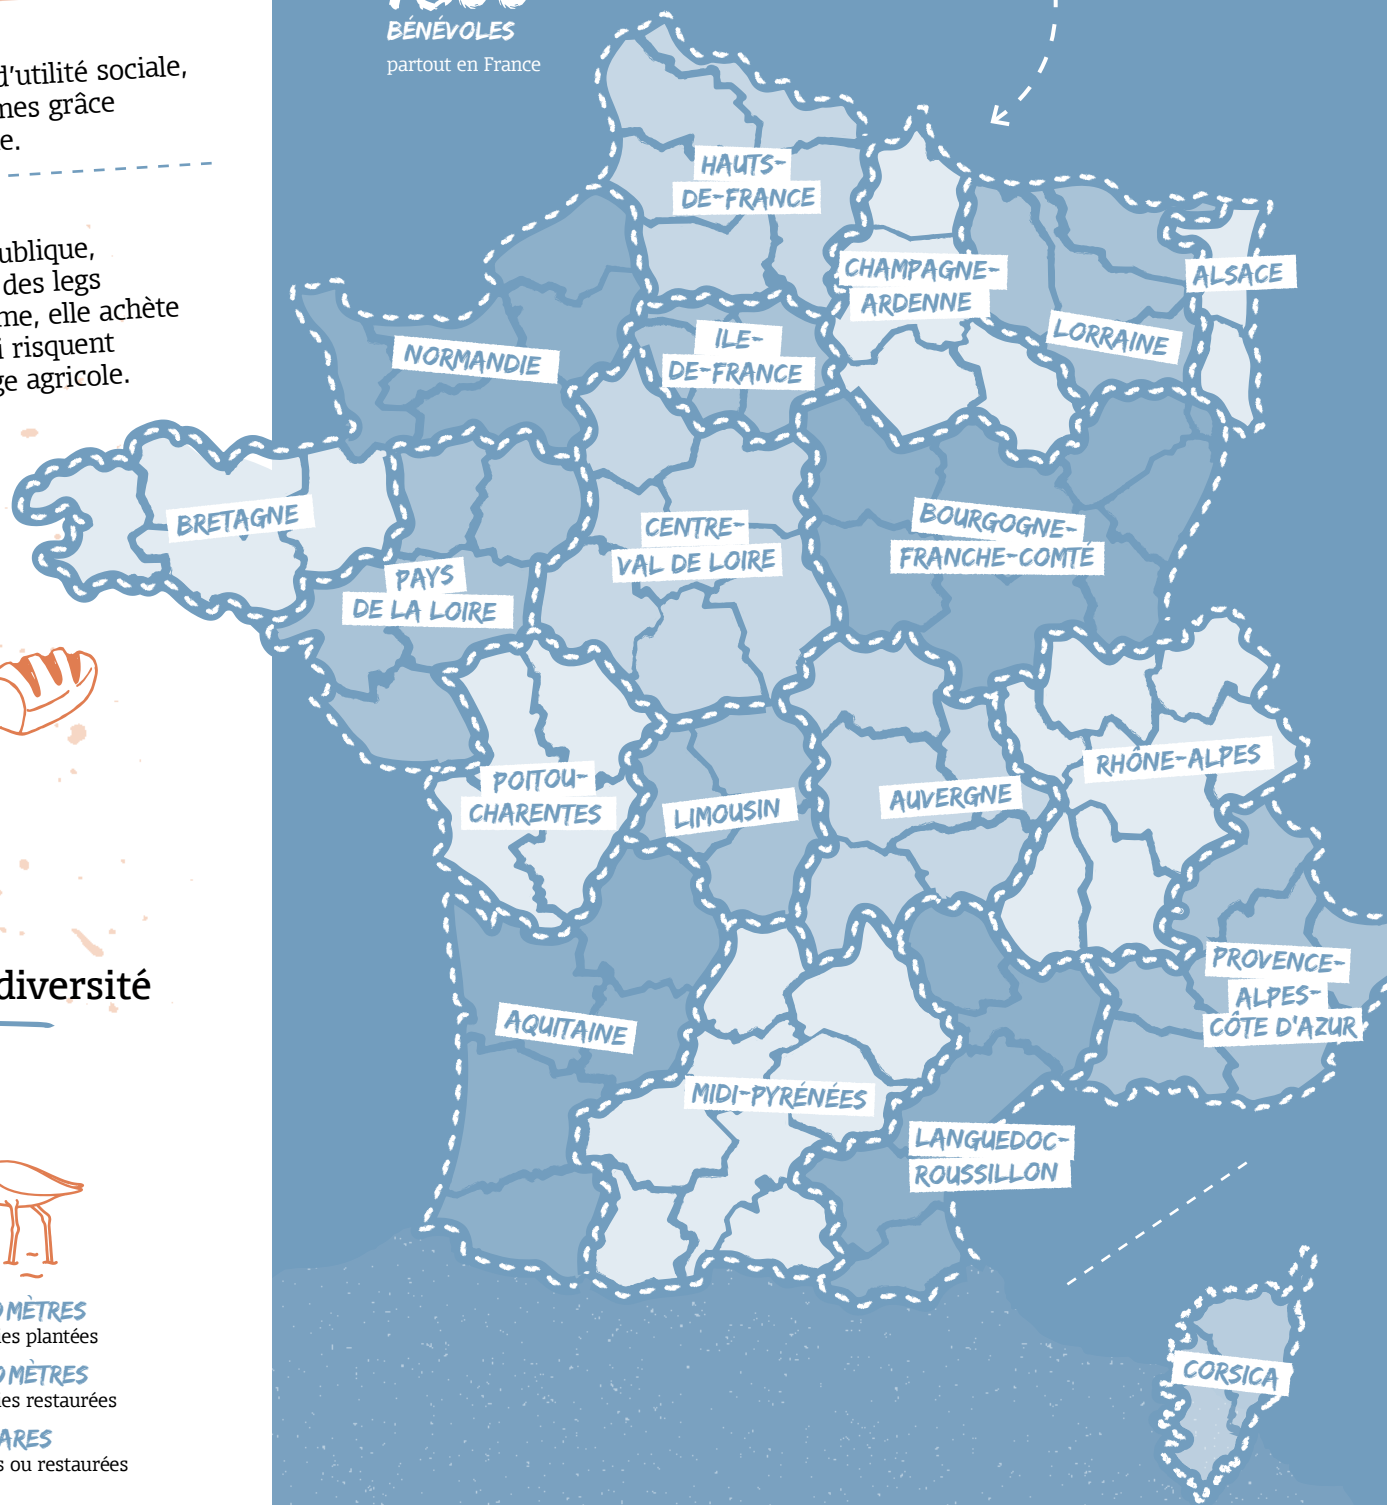 BÉNÉVOLES
partout en France
d'utilité sociale,
mes grâce
e.
ublique,
des legs
me, elle achète
i risquent
ge agricole.
diversité
MÈTRES
es plantées
MÈTRES
es restaurées
ARES
s ou restaurées
HAUTS-
DE-FRANCE
CHAMPAGNE-
ARDENNE
ALSACE
LORRAINE
ILE-
DE-FRANCE
NORMANDIE
BRETAGNE
PAYS
DE LA LOIRE
CENTRE-
VAL DE LOIRE
BOURGOGNE-
FRANCHE-COMTÉ
POITOU-
CHARENTES
LIMOUSIN
AUVERGNE
RHÔNE-ALPES
AQUITAINE
MIDI-PYRÉNÉES
LANGUEDOC-
ROUSSILLON
PROVENCE-
ALPES-
CÔTE D'AZUR
CORSICA